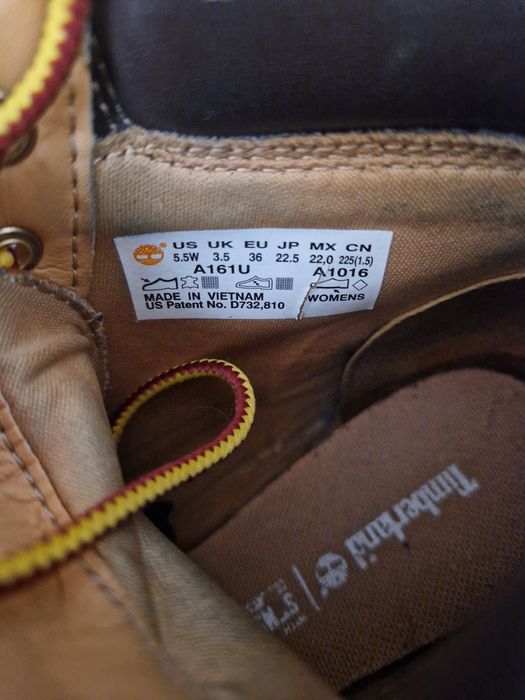 US UK EU JP MX CN
5.5W 3.5 36 22.5 22,0 225(1.5)
A161U A1016
MADE IN VIETNAM WOMENS
US Patent No. D732,810
Timberland